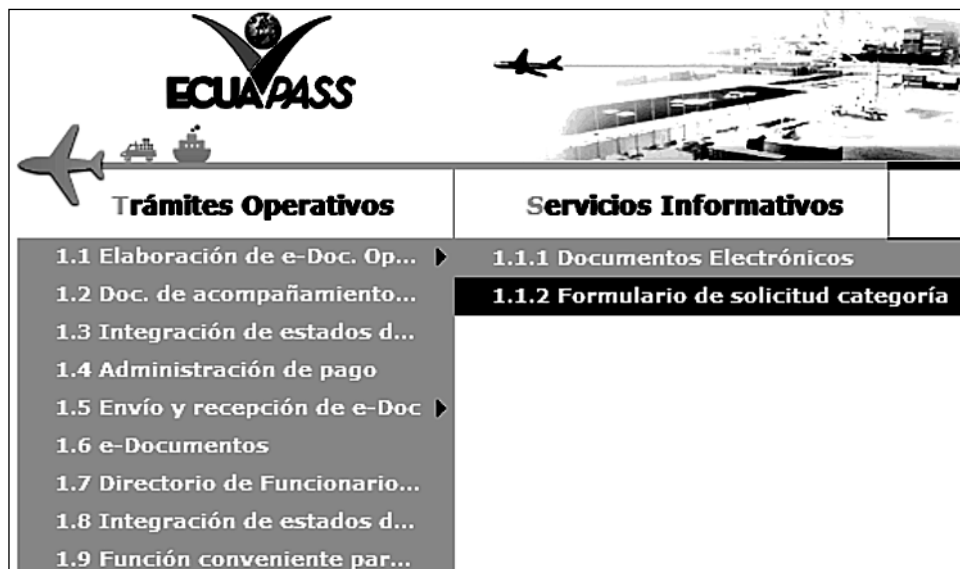 ECUAPASS
Trámites Operativos
Servicios Informativos
1.1 Elaboración de e-Doc. Op...
1.1.1 Documentos Electrónicos
1.2 Doc. de acompañamiento...
1.1.2 Formulario de solicitud categoría
1.3 Integración de estados d...
1.4 Administración de pago
1.5 Envío y recepción de e-Doc
1.6 e-Documentos
1.7 Directorio de Funcionario...
1.8 Integración de estados d...
1.9 Función conveniente par...